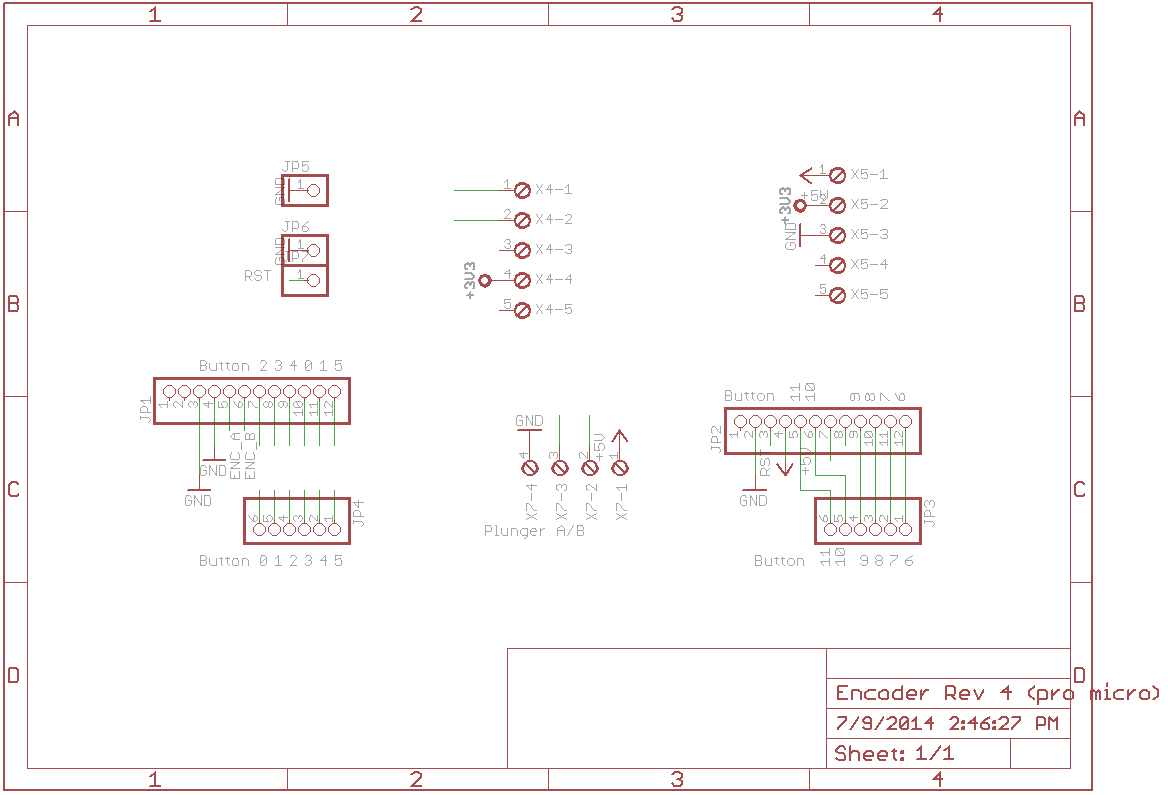 1 2 3 4
A A
JP5
GND 1
JP6
GND 1
JP7
RST 1
1 X4-1
2 X4-2
3 X4-3
+3V3 4 X4-4
5 X4-5
1 X5-1
+5V
+3V3 2 X5-2
GND 3 X5-3
4 X5-4
5 X5-5
B B
Button 2 3 4 0 1 5
JP1
1 2 3 4 5 6 7 8 9 10 11 12
ENC_A
ENC_B
GND
GND
6 5 4 3 2 1
JP4
Button 0 1 2 3 4 5
GND
+5V
4 3 2 1
X7-4 X7-3 X7-2 X7-1
Plunger A/B
Button 11 10 9 8 7 6
JP2
1 2 3 4 5 6 7 8 9 10 11 12
RST
+5V
GND
6 5 4 3 2 1
JP3
Button 11 10 9 8 7 6
C C
D D
Encoder Rev 4 (pro micro)
7/9/2014 2:46:27 PM
Sheet: 1/1
1 2 3 4